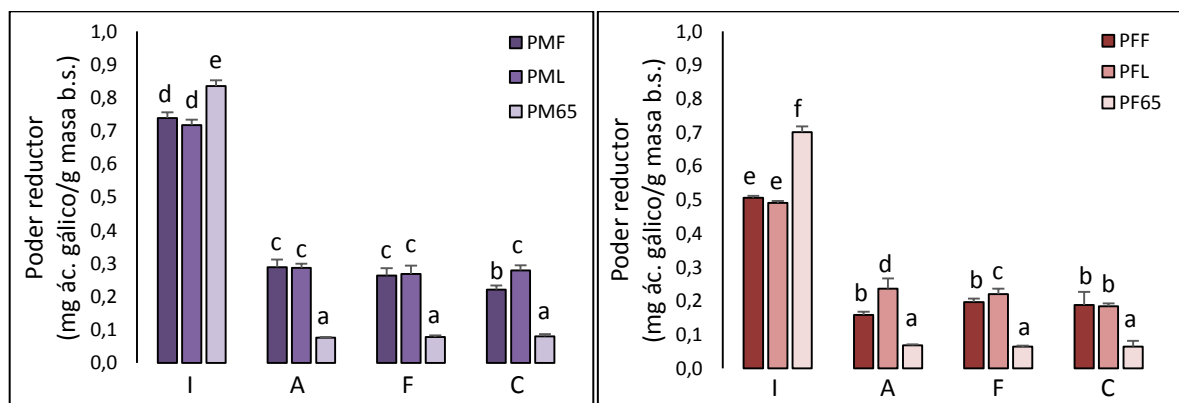 Poder reductor
(mg ác. gálico/g masa b.s.)
1,0
0,9
0,8
0,7
0,6
0,5
0,4
0,3
0,2
0,1
0,0
PMF
PML
PM65
d d e
c c a
c c a
b c a
I A F C
Poder reductor
(mg ác. gálico/g masa b.s.)
1,0
0,9
0,8
0,7
0,6
0,5
0,4
0,3
0,2
0,1
0,0
PFF
PFL
PF65
e e f
b d a
b c a
b b a
I A F C